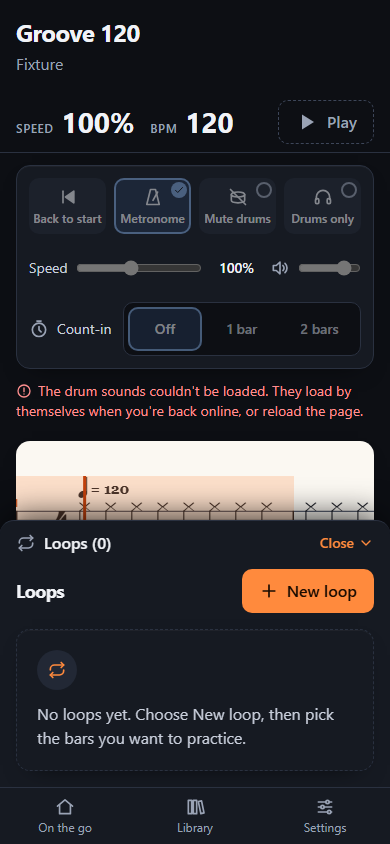 Groove 120
Fixture
SPEED 100% BPM 120
Play
Back to start
Metronome
Mute drums
Drums only
Speed 100%
Count-in Off 1 bar 2 bars
The drum sounds couldn't be loaded. They load by
themselves when you're back online, or reload the page.
= 120
Loops (0) Close
Loops
New loop
No loops yet. Choose New loop, then pick
the bars you want to practice.
On the go
Library
Settings